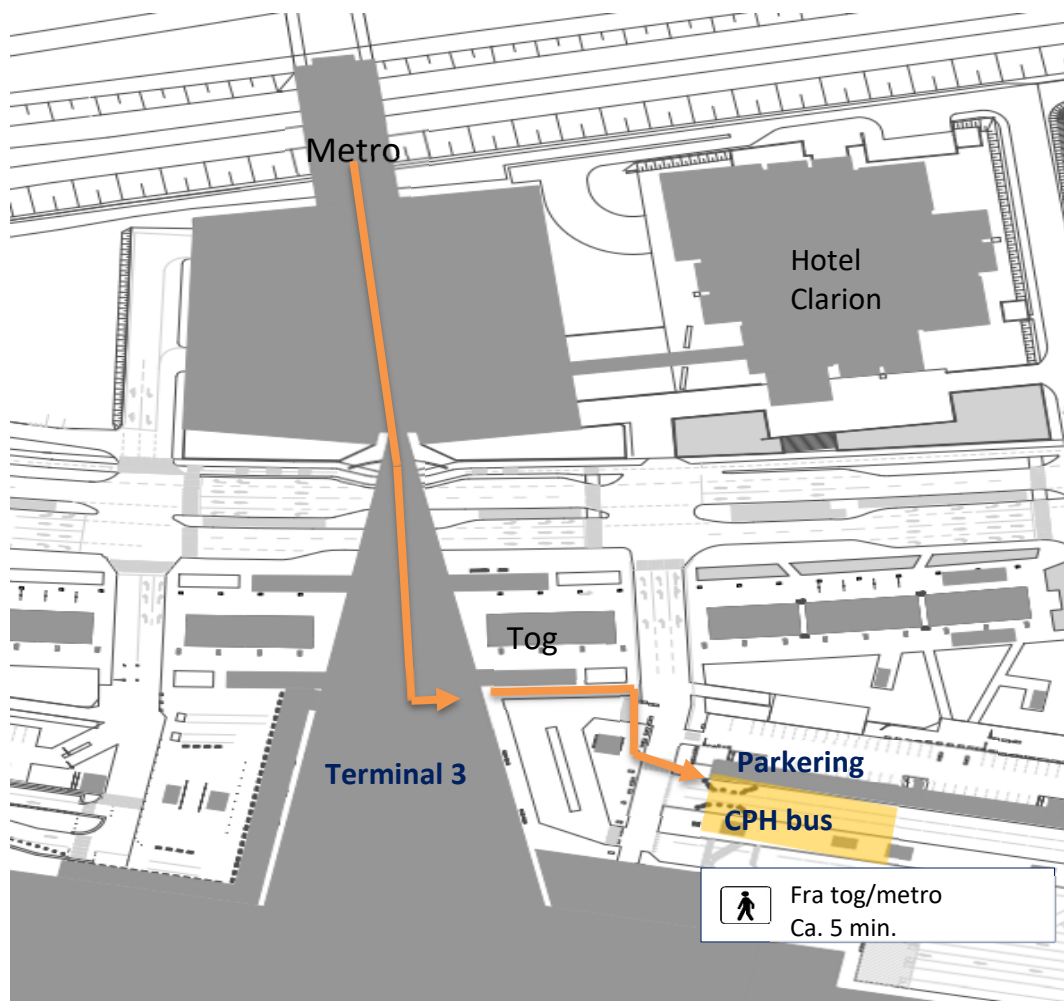 Metro
Hotel
Clarion
Tog
Terminal 3
Parkering
CPH bus
Fra tog/metro
Ca. 5 min.